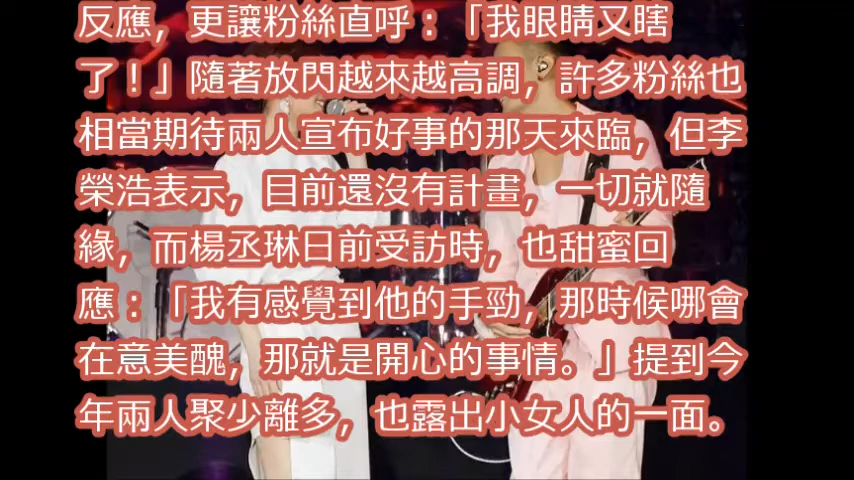 反應，更讓粉絲直呼：「我眼睛又瞎
了！」隨著放閃越來越高調，許多粉絲也
相當期待兩人宣布好事的那天來臨，但李
榮浩表示，目前還沒有計畫，一切就隨
緣，而楊丞琳日前受訪時，也甜蜜回
應：「我有感覺到他的手勁，那時候哪會
在意美醜，那就是開心的事情。」提到今
年兩人聚少離多，也露出小女人的一面。